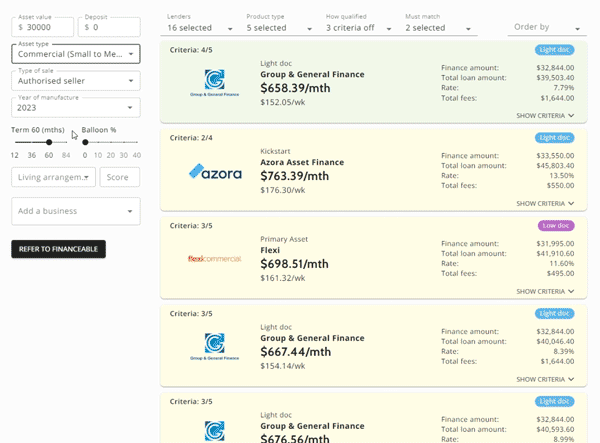 Asset value
Deposit
$ 30000
$ 0
Asset type
Commercial (Small to Me...
Type of sale
Authorised seller
Year of manufacture
2023
Term 60 (mths)
Balloon %
12 36 60 84
0 10 20 30 40
Living arrangem...
Score
Add a business
REFER TO FINANCEABLE
Lenders
16 selected
Product type
5 selected
How qualified
3 criteria off
Must match
2 selected
Order by
Criteria: 4/5
Light doc
Group & General Finance
Light doc
Group & General Finance
$658.39/mth
$152.05/wk
Finance amount: $32,844.00
Total loan amount: $39,503.40
Rate: 7.79%
Total fees: $1,644.00
SHOW CRITERIA
Criteria: 2/4
Light doc
azora
Kickstart
Azora Asset Finance
$763.39/mth
$176.30/wk
Finance amount: $33,550.00
Total loan amount: $45,803.40
Rate: 13.50%
Total fees: $550.00
SHOW CRITERIA
Criteria: 3/5
Low doc
flexicommercial
Primary Asset
Flexi
$698.51/mth
$161.32/wk
Finance amount: $31,995.00
Total loan amount: $41,910.60
Rate: 11.60%
Total fees: $495.00
SHOW CRITERIA
Criteria: 3/5
Light doc
Group & General Finance
Light doc
Group & General Finance
$667.44/mth
$154.14/wk
Finance amount: $32,844.00
Total loan amount: $40,046.40
Rate: 8.39%
Total fees: $1,644.00
SHOW CRITERIA
Criteria: 3/5
Light doc
Light doc
Group & General Finance
$676.56/mth
Finance amount: $32,844.00
Total loan amount: $40,593.60
Rate: 8.99%